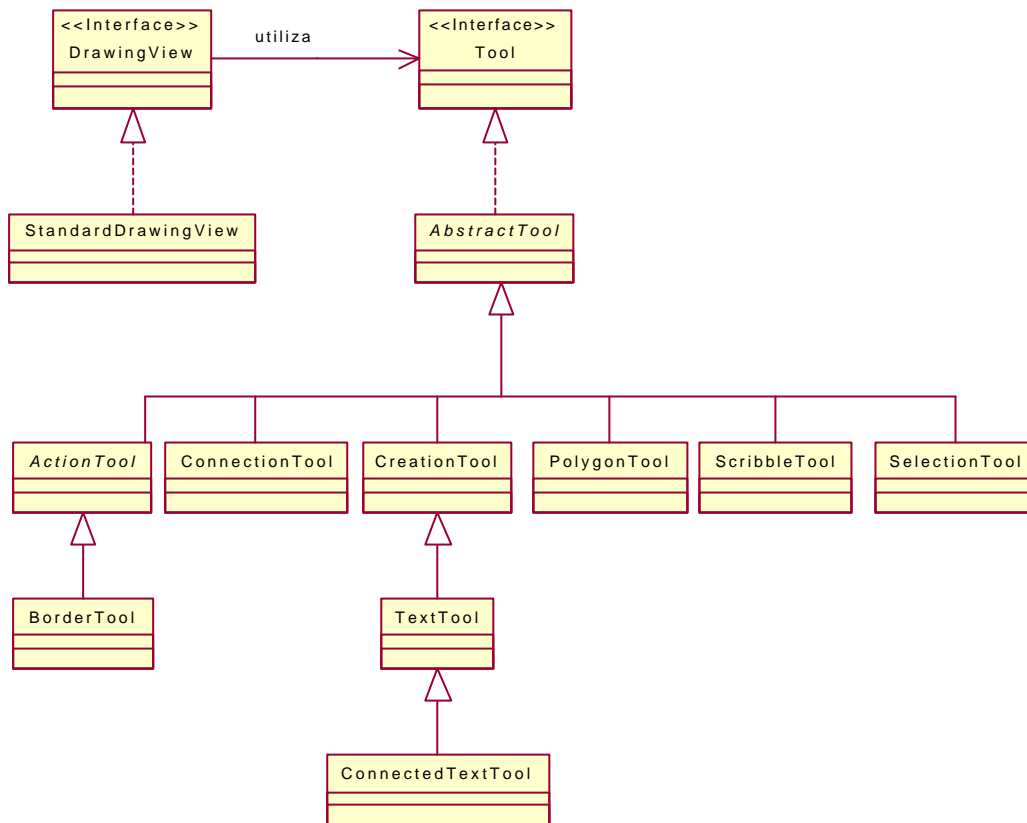 <<Interface>>
DrawingView
utiliza
<<Interface>>
Tool
StandardDrawingView
AbstractTool
ActionTool
ConnectionTool
CreationTool
PolygonTool
ScribbleTool
SelectionTool
BorderTool
TextTool
ConnectedTextTool